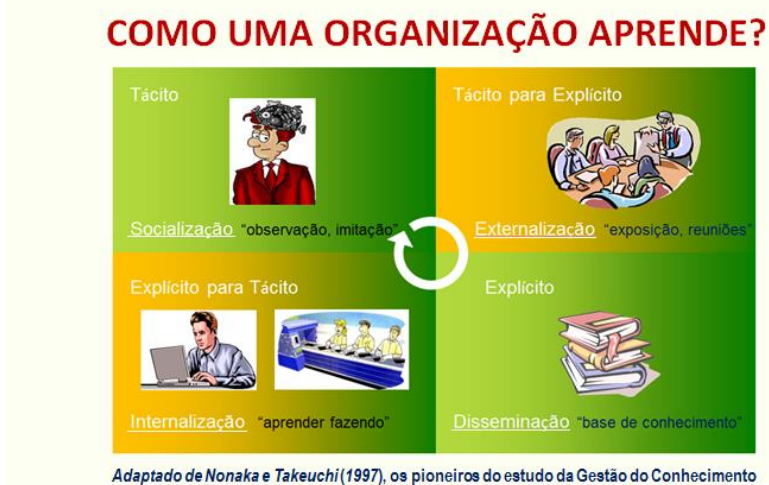 COMO UMA ORGANIZAÇÃO APRENDE?
Tácito
Socialização "observação, imitação"
Tácito para Explícito
Externalização "exposição, reuniões"
Explícito para Tácito
Internalização "aprender fazendo"
Explícito
Disseminação "base de conhecimento"
Adaptado de Nonaka e Takeuchi (1997), os pioneiros do estudo da Gestão do Conhecimento